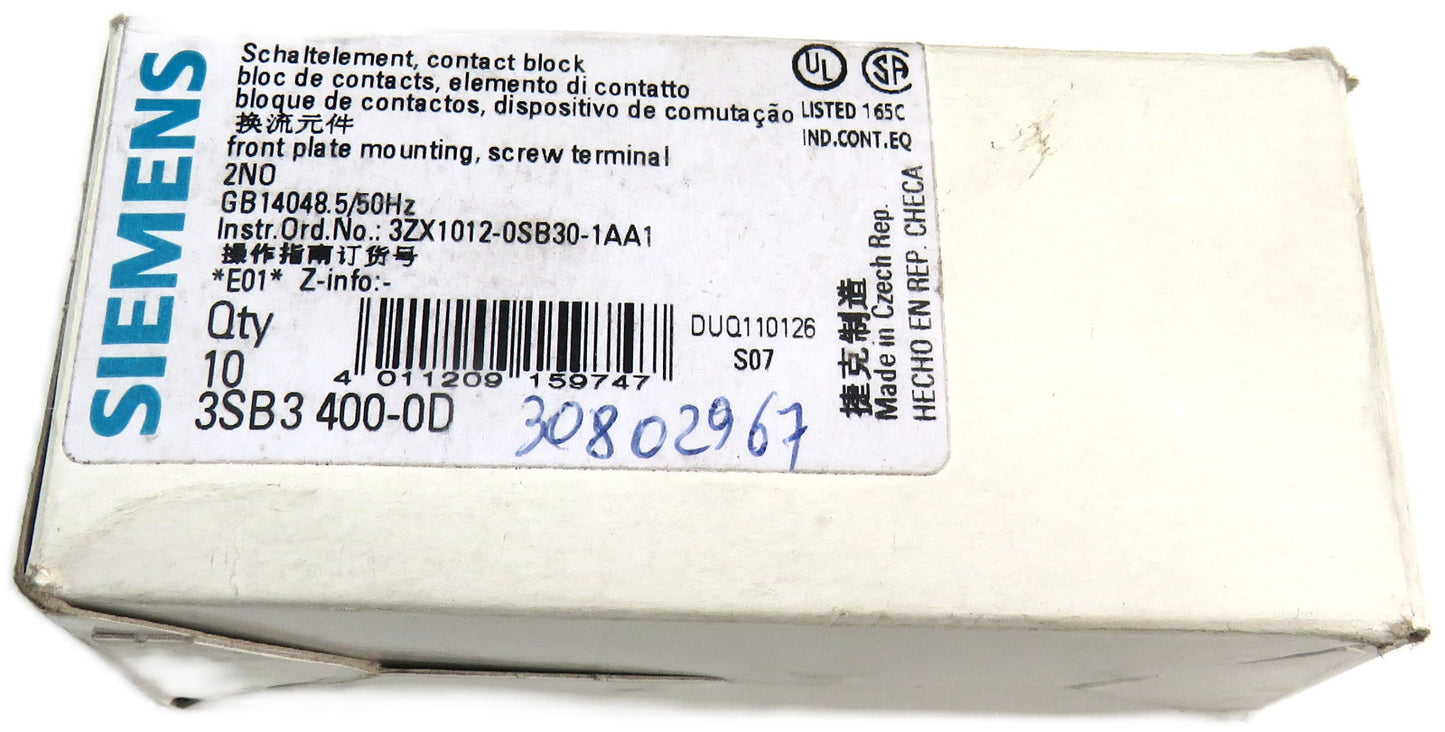 SIEMENS
Schaltelement, contact block
bloc de contacts, elemento di contatto
bloque de contactos, dispositivo de comutação
换流元件
front plate mounting, screw terminal
2NO
GB14048.5/50Hz
Instr.Ord.No.: 3ZX1012-0SB30-1AA1
操作指南订货号
*E01* Z-info:-
Qty
10
4 011209 159747
DUQ110126
S07
3SB3 400-0D
30802967
UL SA
LISTED 165C
IND.CONT.EQ
捷克制造
Made in Czech Rep.
HECHO EN REP. CHECA